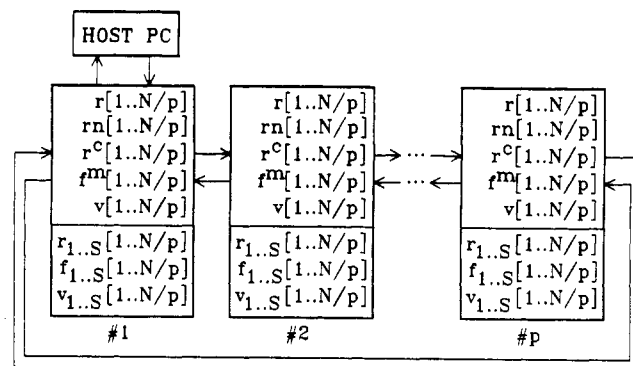 HOST PC
r[1..N/p]
rn[1..N/p]
r^c[1..N/p]
f^m[1..N/p]
v[1..N/p]
r_1..S[1..N/p]
f_1..S[1..N/p]
v_1..S[1..N/p]
#1
r[1..N/p]
rn[1..N/p]
r^c[1..N/p]
f^m[1..N/p]
v[1..N/p]
r_1..S[1..N/p]
f_1..S[1..N/p]
v_1..S[1..N/p]
#2
...
...
r[1..N/p]
rn[1..N/p]
r^c[1..N/p]
f^m[1..N/p]
v[1..N/p]
r_1..S[1..N/p]
f_1..S[1..N/p]
v_1..S[1..N/p]
#p